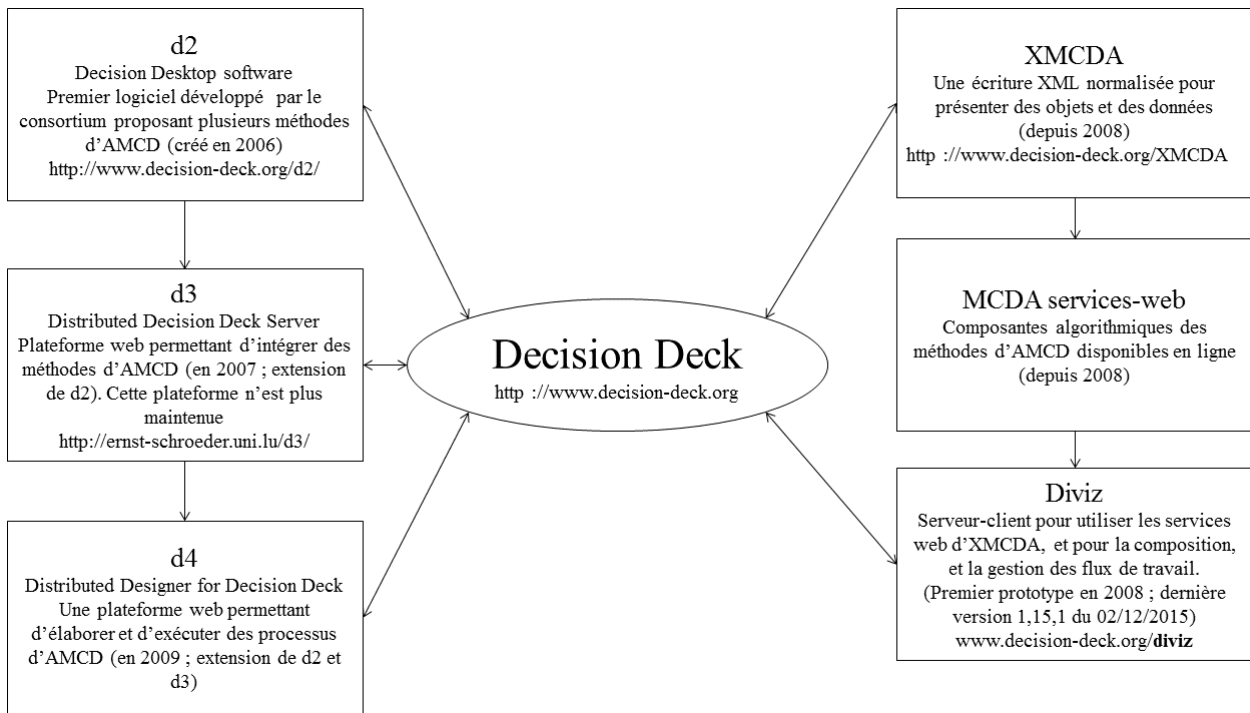 d2
Decision Desktop software
Premier logiciel développé par le
consortium proposant plusieurs méthodes
d’AMCD (créé en 2006)
http://www.decision-deck.org/d2/
d3
Distributed Decision Deck Server
Plateforme web permettant d’intégrer des
méthodes d’AMCD (en 2007 ; extension
de d2). Cette plateforme n’est plus
maintenue
http://ernst-schroeder.uni.lu/d3/
d4
Distributed Designer for Decision Deck
Une plateforme web permettant
d’élaborer et d’exécuter des processus
d’AMCD (en 2009 ; extension de d2 et
d3)
Decision Deck
http ://www.decision-deck.org
XMCDA
Une écriture XML normalisée pour
présenter des objets et des données
(depuis 2008)
http ://www.decision-deck.org/XMCDA
MCDA services-web
Composantes algorithmiques des
méthodes d’AMCD disponibles en ligne
(depuis 2008)
Diviz
Serveur-client pour utiliser les services
web d’XMCDA, et pour la composition,
et la gestion des flux de travail.
(Premier prototype en 2008 ; dernière
version 1,15,1 du 02/12/2015)
www.decision-deck.org/diviz